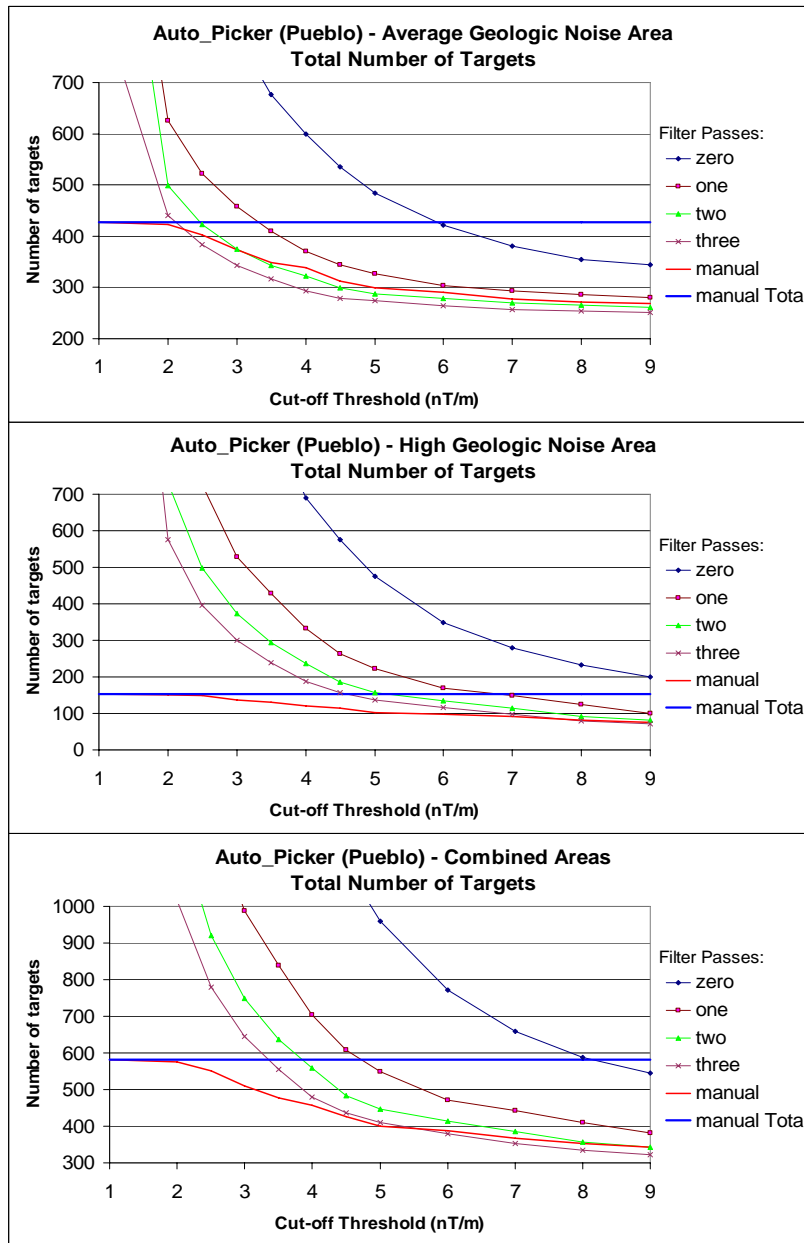 Auto_Picker (Pueblo) - Average Geologic Noise Area
Total Number of Targets
Number of targets
700
600
500
400
300
200
1 2 3 4 5 6 7 8 9
Cut-off Threshold (nT/m)
Filter Passes:
zero
one
two
three
manual
manual Total
Auto_Picker (Pueblo) - High Geologic Noise Area
Total Number of Targets
Number of targets
700
600
500
400
300
200
100
0
1 2 3 4 5 6 7 8 9
Cut-off Threshold (nT/m)
Filter Passes:
zero
one
two
three
manual
manual Total
Auto_Picker (Pueblo) - Combined Areas
Total Number of Targets
Number of targets
1000
900
800
700
600
500
400
300
1 2 3 4 5 6 7 8 9
Cut-off Threshold (nT/m)
Filter Passes:
zero
one
two
three
manual
manual Total